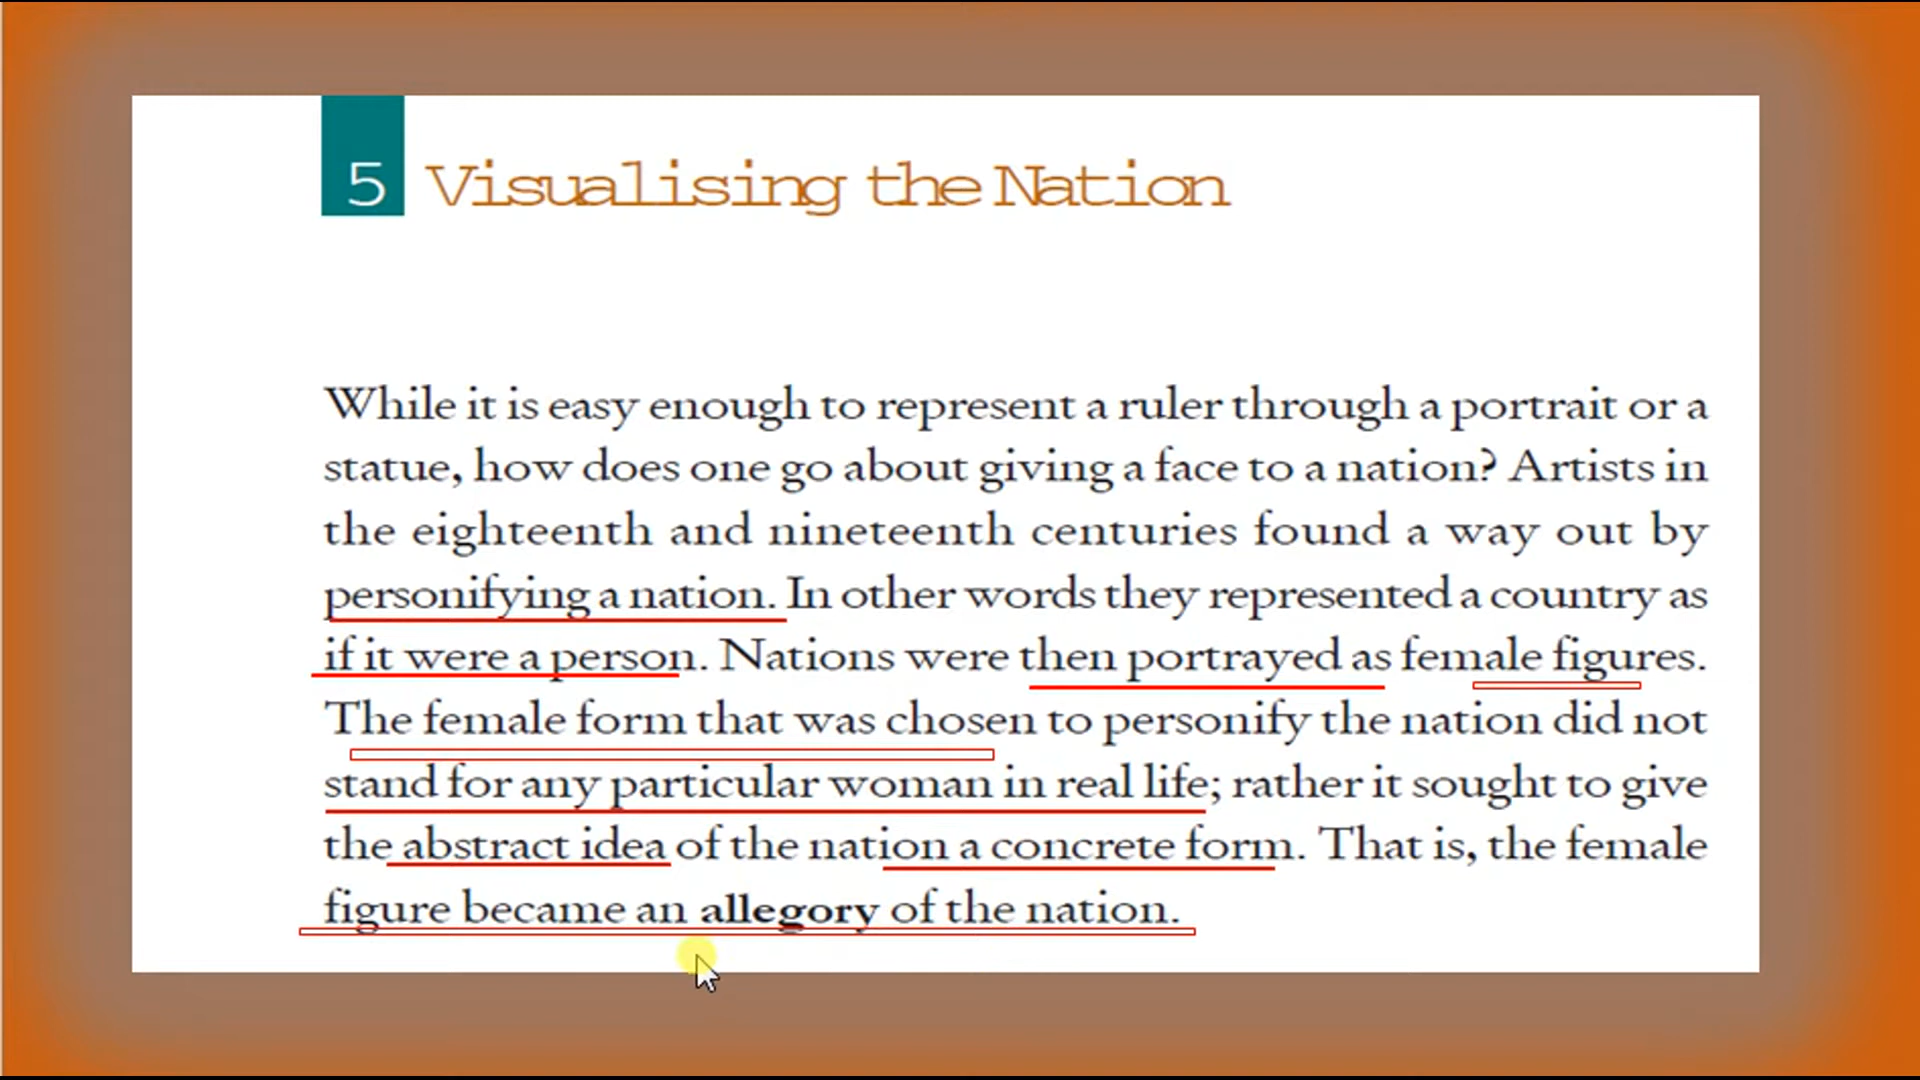 5 Visualising the Nation
While it is easy enough to represent a ruler through a portrait or a
statue, how does one go about giving a face to a nation? Artists in
the eighteenth and nineteenth centuries found a way out by
personifying a nation. In other words they represented a country as
if it were a person. Nations were then portrayed as female figures.
The female form that was chosen to personify the nation did not
stand for any particular woman in real life; rather it sought to give
the abstract idea of the nation a concrete form. That is, the female
figure became an allegory of the nation.